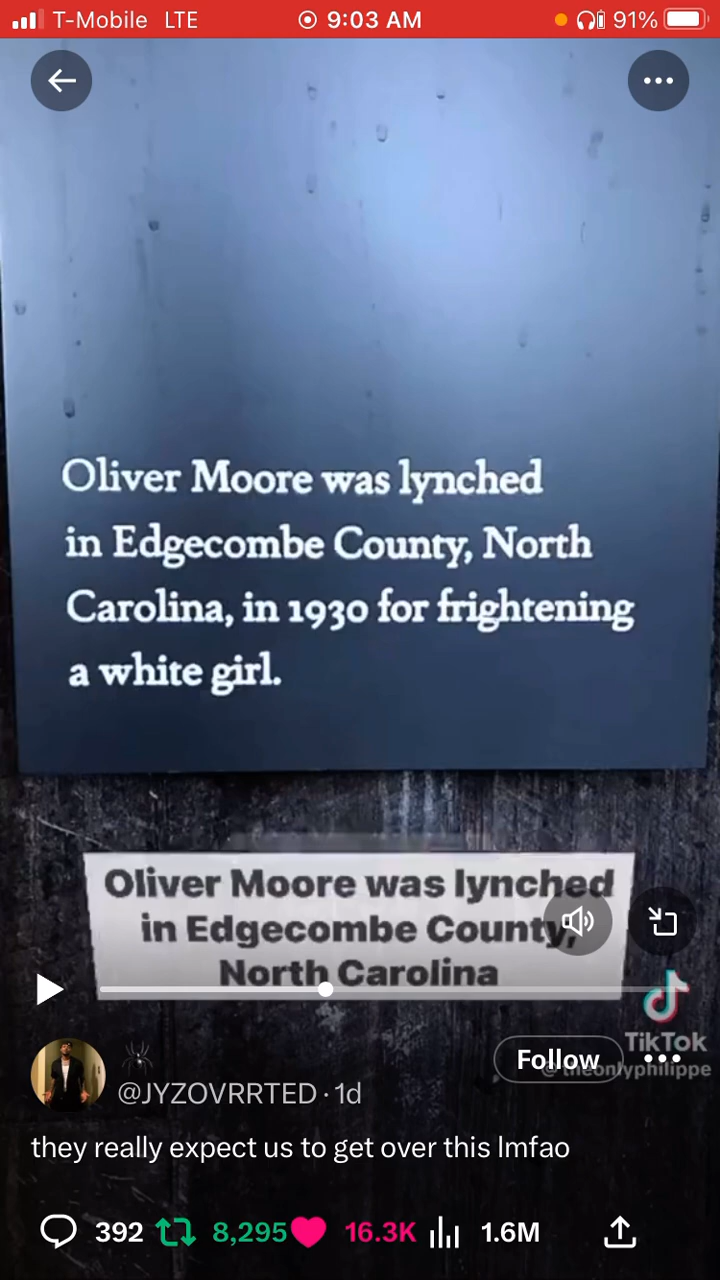 T-Mobile LTE 9:03 AM 91%
Oliver Moore was lynched
in Edgecombe County, North
Carolina, in 1930 for frightening
a white girl.
Oliver Moore was lynched
in Edgecombe County,
North Carolina
TikTok
@theonlyphilippe
Follow
@JYZOVRRTED · 1d
they really expect us to get over this lmfao
392 8,295 16.3K 1.6M